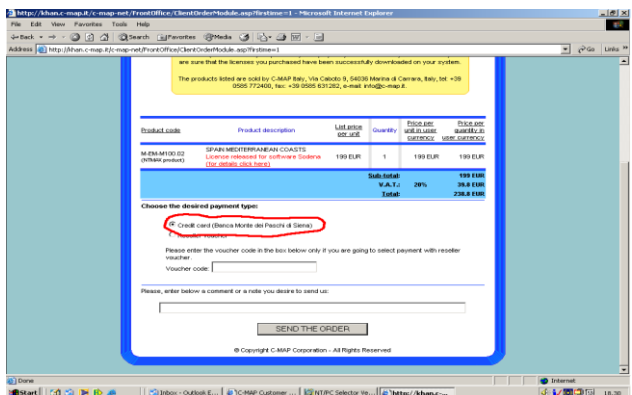 http://khan.c-map.it/c-map-net/FrontOffice/ClientOrderModule.asp?firstime=1 - Microsoft Internet Explorer
File Edit View Favorites Tools Help
Back Search Favorites Media
Address http://khan.c-map.it/c-map-net/FrontOffice/ClientOrderModule.asp?firstime=1 Go Links »
are sure that the licenses you purchased have been successfully downloaded on your system.
The products listed are sold by C-MAP Italy, Via Caboto 9, 54036 Marina di Carrara, Italy, tel +39
0585 772400, fax: +39 0585 631282, e-mail info@c-map.it.
Product code Product description List price per unit Quantity Price per unit in user currency Price per quantity in user currency
M-EM-M100.02 SPAIN MEDITERRANEAN COASTS
(NTMAX product) License released for software Sodena 199 EUR 1 199 EUR 199 EUR
(for details click here)
Sub-total: 199 EUR
V.A.T.: 20% 39.8 EUR
Total: 238.8 EUR
Choose the desired payment type:
Credit card (Banca Monte dei Paschi di Siena)
Reseller voucher
Please enter the voucher code in the box below only if you are going to select payment with reseller
voucher.
Voucher code:
Please, enter below a comment or a note you desire to send us:
SEND THE ORDER
© Copyright C-MAP Corporation - All Rights Reserved
Done Internet
Start Inbox - Outlook E... C-MAP Customer ... NT/PC Selector Ve... http://khan.c-... 16.30